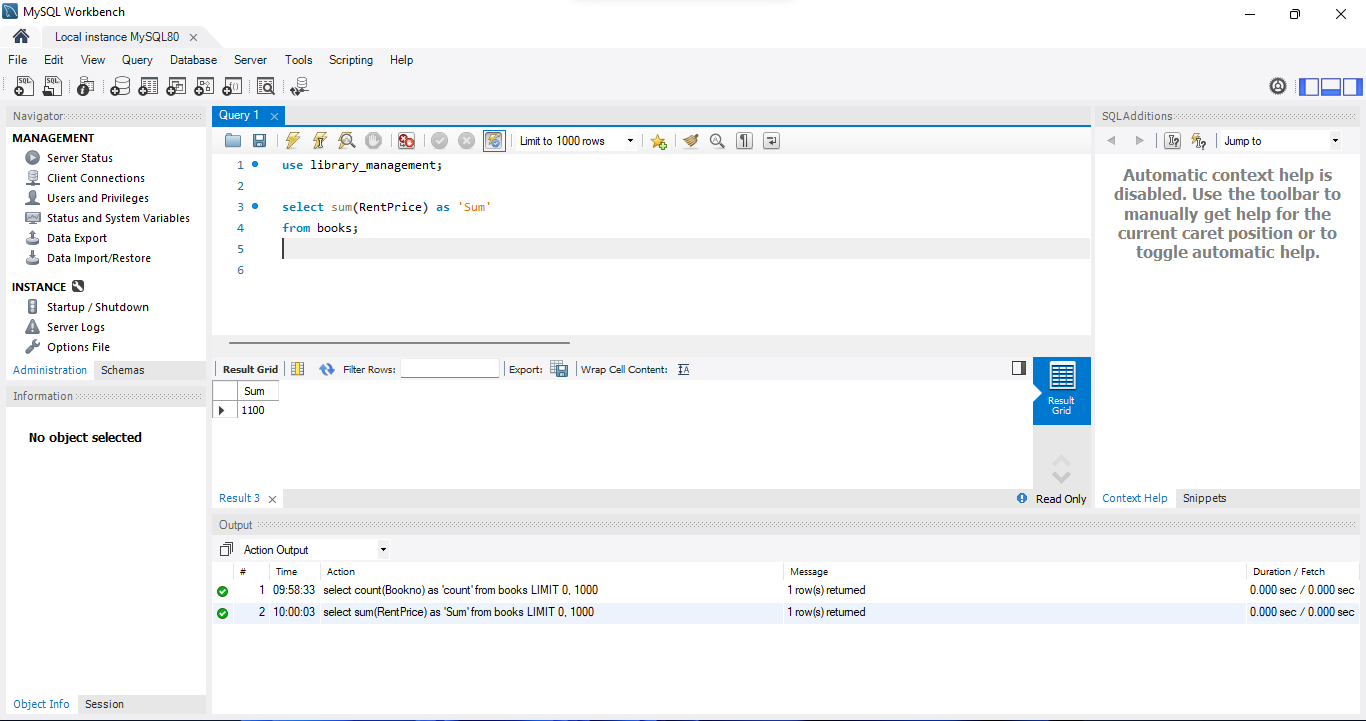 MySQL Workbench
Local instance MySQL80
File Edit View Query Database Server Tools Scripting Help
Navigator
MANAGEMENT
Server Status
Client Connections
Users and Privileges
Status and System Variables
Data Export
Data Import/Restore
INSTANCE
Startup / Shutdown
Server Logs
Options File
Administration Schemas
Information
No object selected
Object Info Session
Query 1
Limit to 1000 rows
1 use library_management;
2
3 select sum(RentPrice) as 'Sum'
4 from books;
5
6
Result Grid Filter Rows: Export: Wrap Cell Content:
Sum
1100
Result
Grid
Result 3 Read Only
SQLAdditions
Jump to
Automatic context help is
disabled. Use the toolbar to
manually get help for the
current caret position or to
toggle automatic help.
Context Help Snippets
Output
Action Output
# Time Action Message Duration / Fetch
1 09:58:33 select count(Bookno) as 'count' from books LIMIT 0, 1000 1 row(s) returned 0.000 sec / 0.000 sec
2 10:00:03 select sum(RentPrice) as 'Sum' from books LIMIT 0, 1000 1 row(s) returned 0.000 sec / 0.000 sec